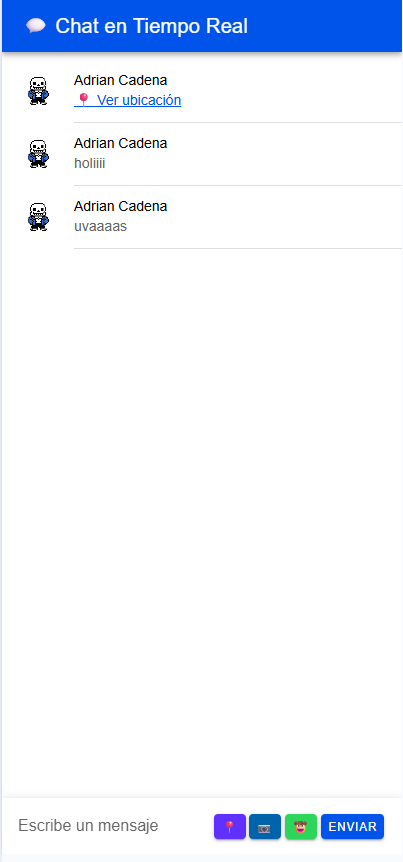 💬 Chat en Tiempo Real
Adrian Cadena
📍 Ver ubicación
Adrian Cadena
holiiii
Adrian Cadena
uvaaaas
Escribe un mensaje
ENVIAR